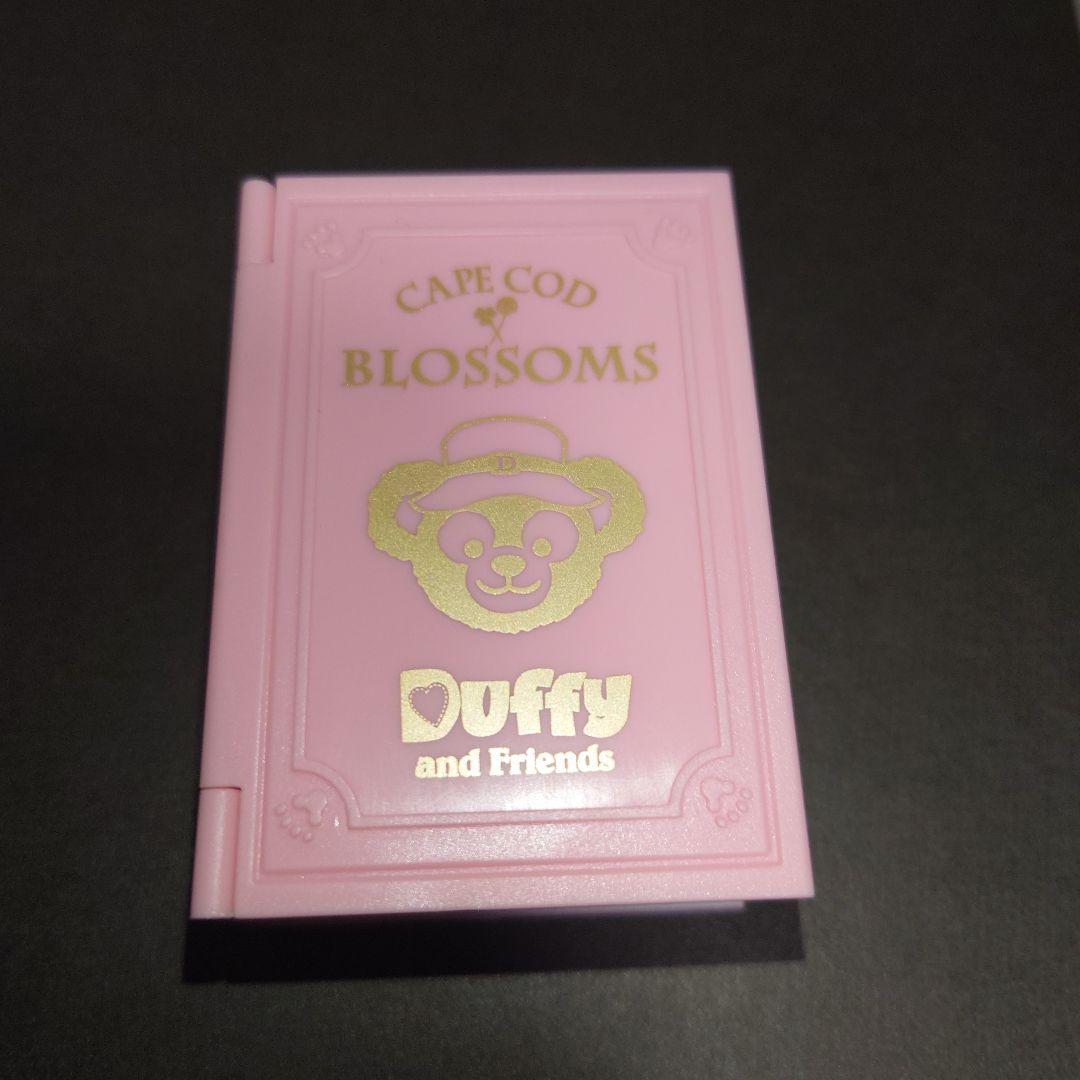 CAPE COD
BLOSSOMS
D
Duffy
and Friends